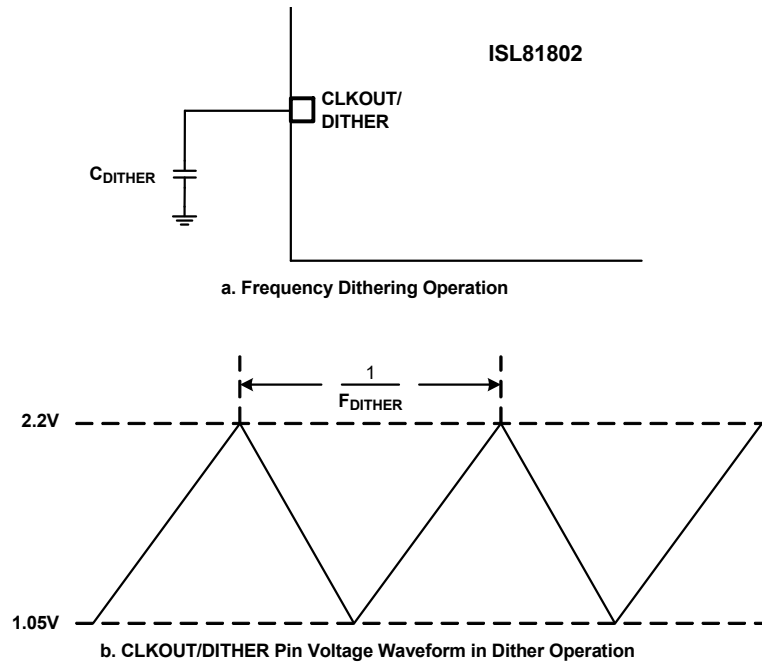 ISL81802
CLKOUT/
DITHER
CDITHER
a. Frequency Dithering Operation
1
FDITHER
2.2V
1.05V
b. CLKOUT/DITHER Pin Voltage Waveform in Dither Operation